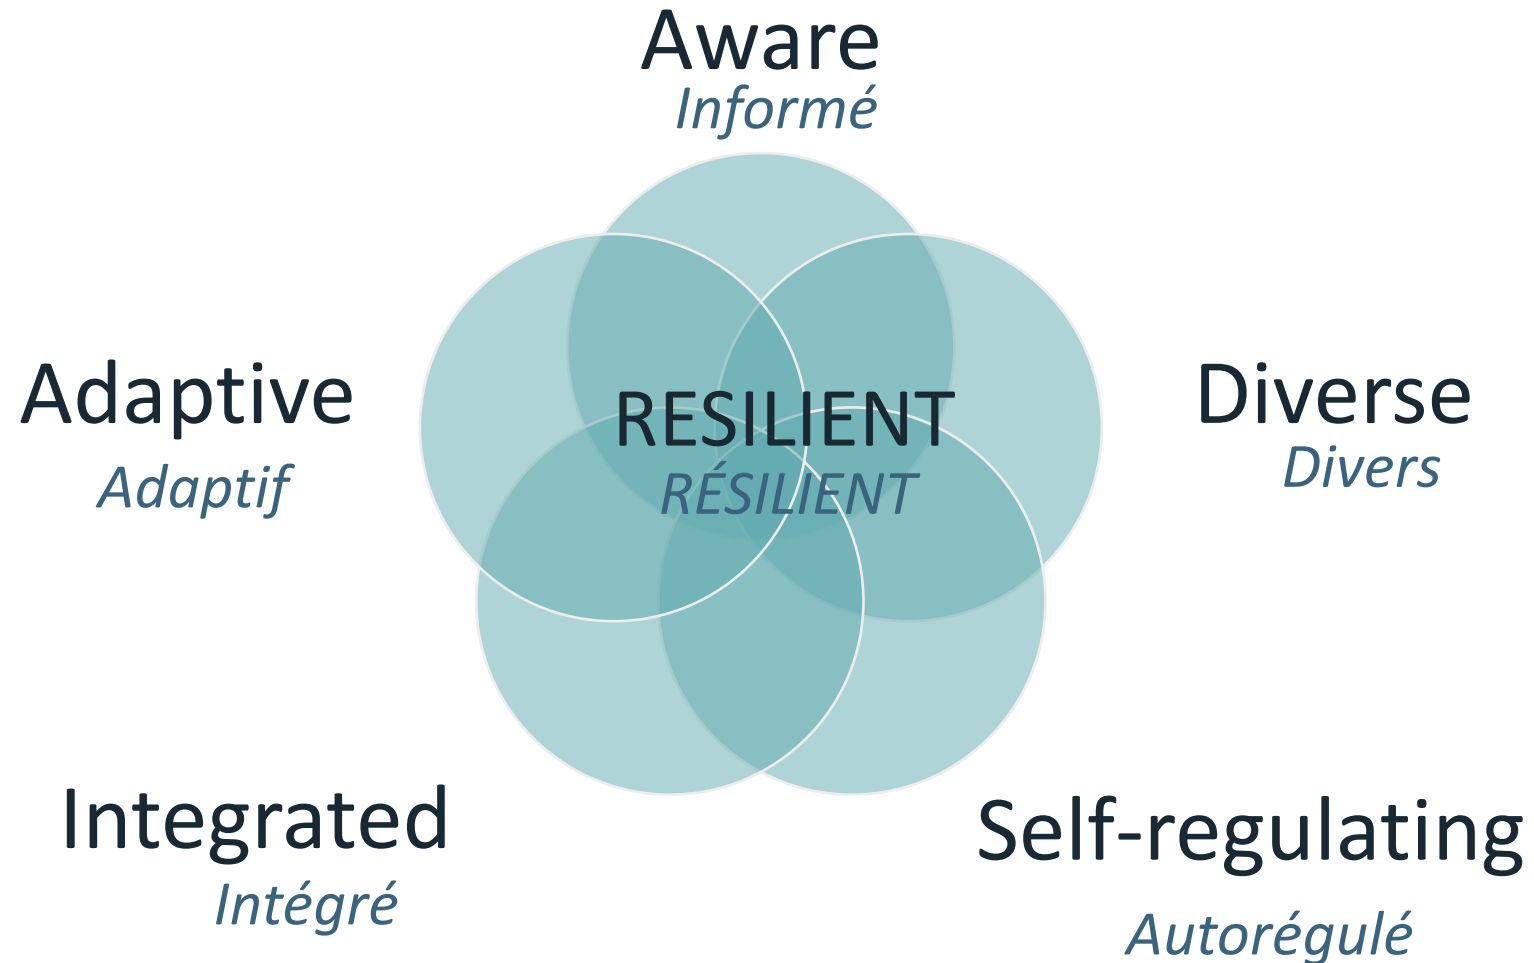 Aware
Informé
Adaptive
Adaptif
RESILIENT
RÉSILIENT
Diverse
Divers
Integrated
Intégré
Self-regulating
Autorégulé